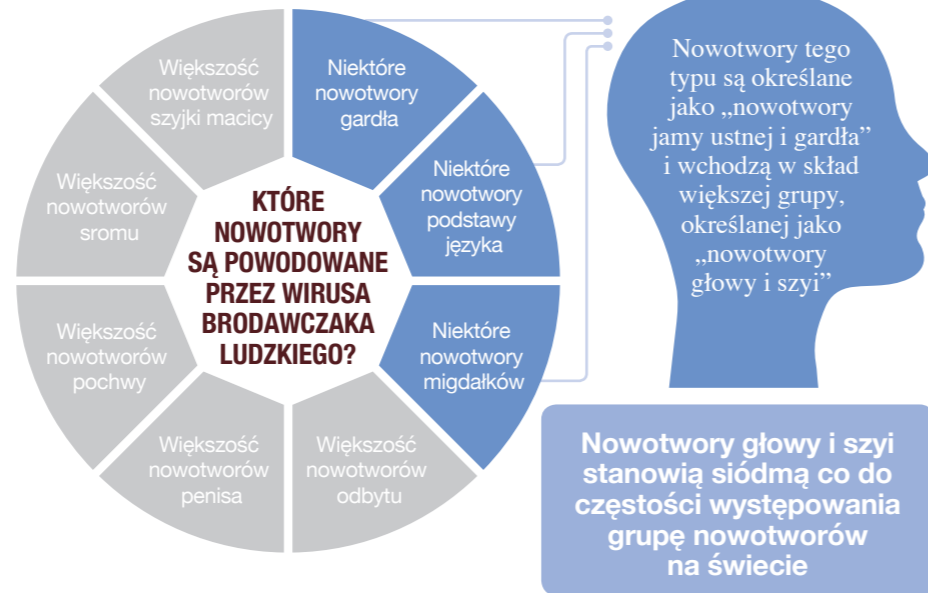 KTÓRE
NOWOTWORY
SĄ POWODOWANE
PRZEZ WIRUSA
BRODAWCZAKA
LUDZKIEGO?
Niektóre
nowotwory
gardła
Niektóre
nowotwory
podstawy
języka
Niektóre
nowotwory
migdałków
Większość
nowotworów
odbytu
Większość
nowotworów
penisa
Większość
nowotworów
pochwy
Większość
nowotworów
sromu
Większość
nowotworów
szyjki macicy
Nowotwory tego
typu są określane
jako „nowotwory
jamy ustnej i gardła”
i wchodzą w skład
większej grupy,
określanej jako
„nowotwory
głowy i szyi”
Nowotwory głowy i szyi
stanowią siódmą co do
częstości występowania
grupę nowotworów
na świecie